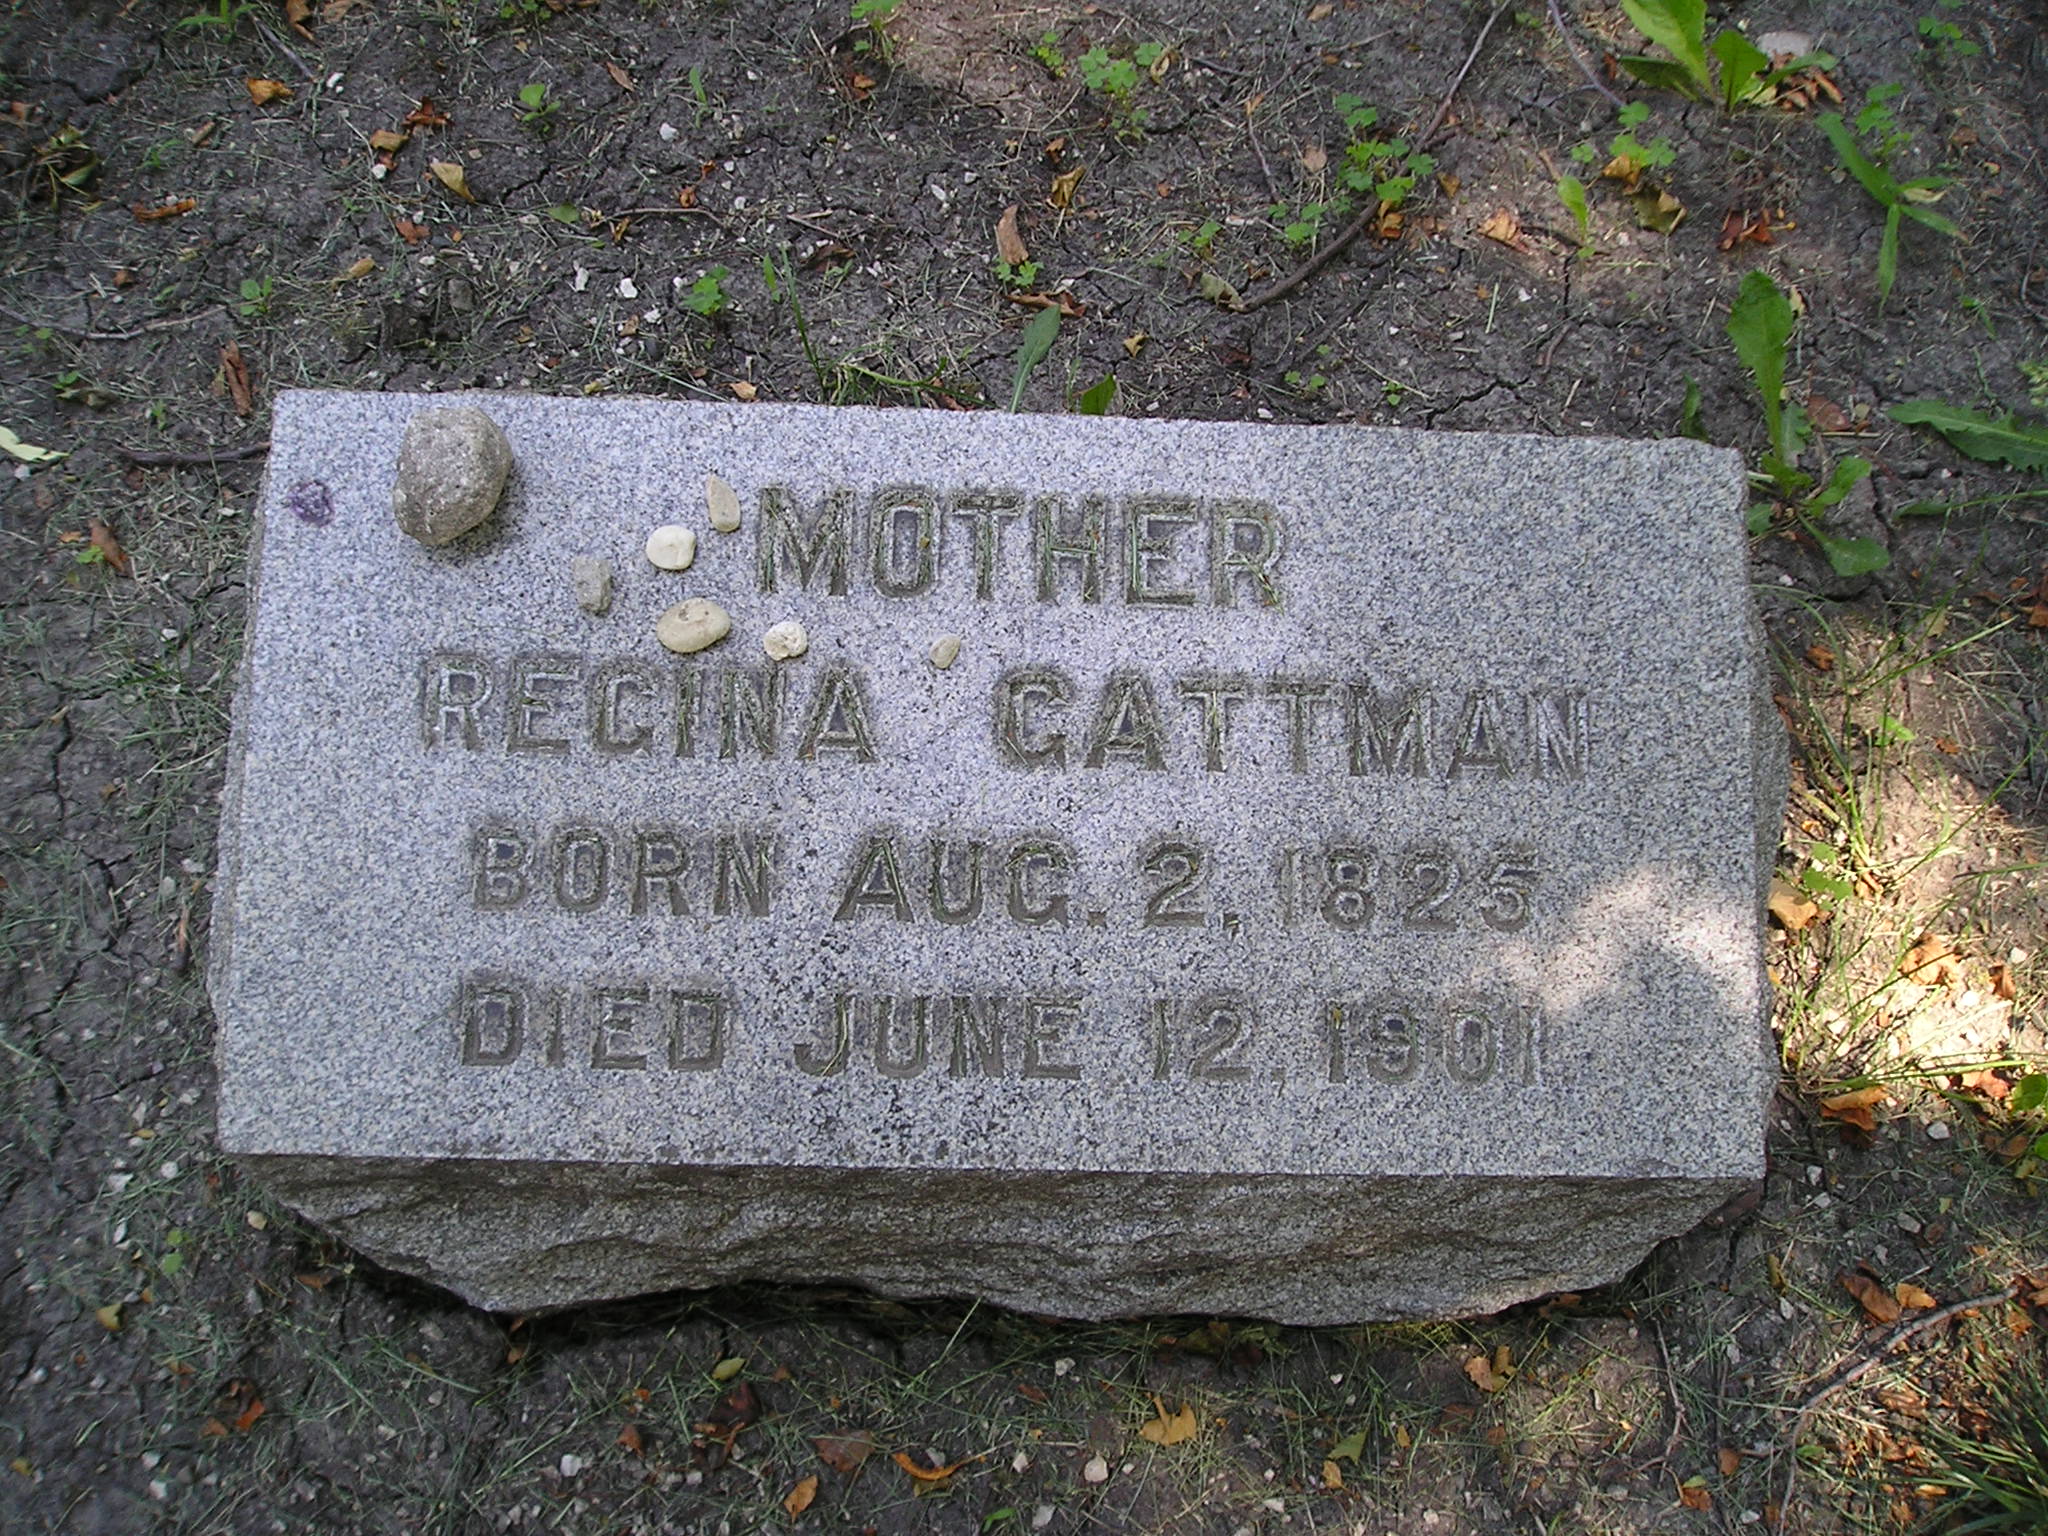 MOTHER
REGINA GATTMAN
BORN AUG. 2, 1825
DIED JUNE 12, 1901